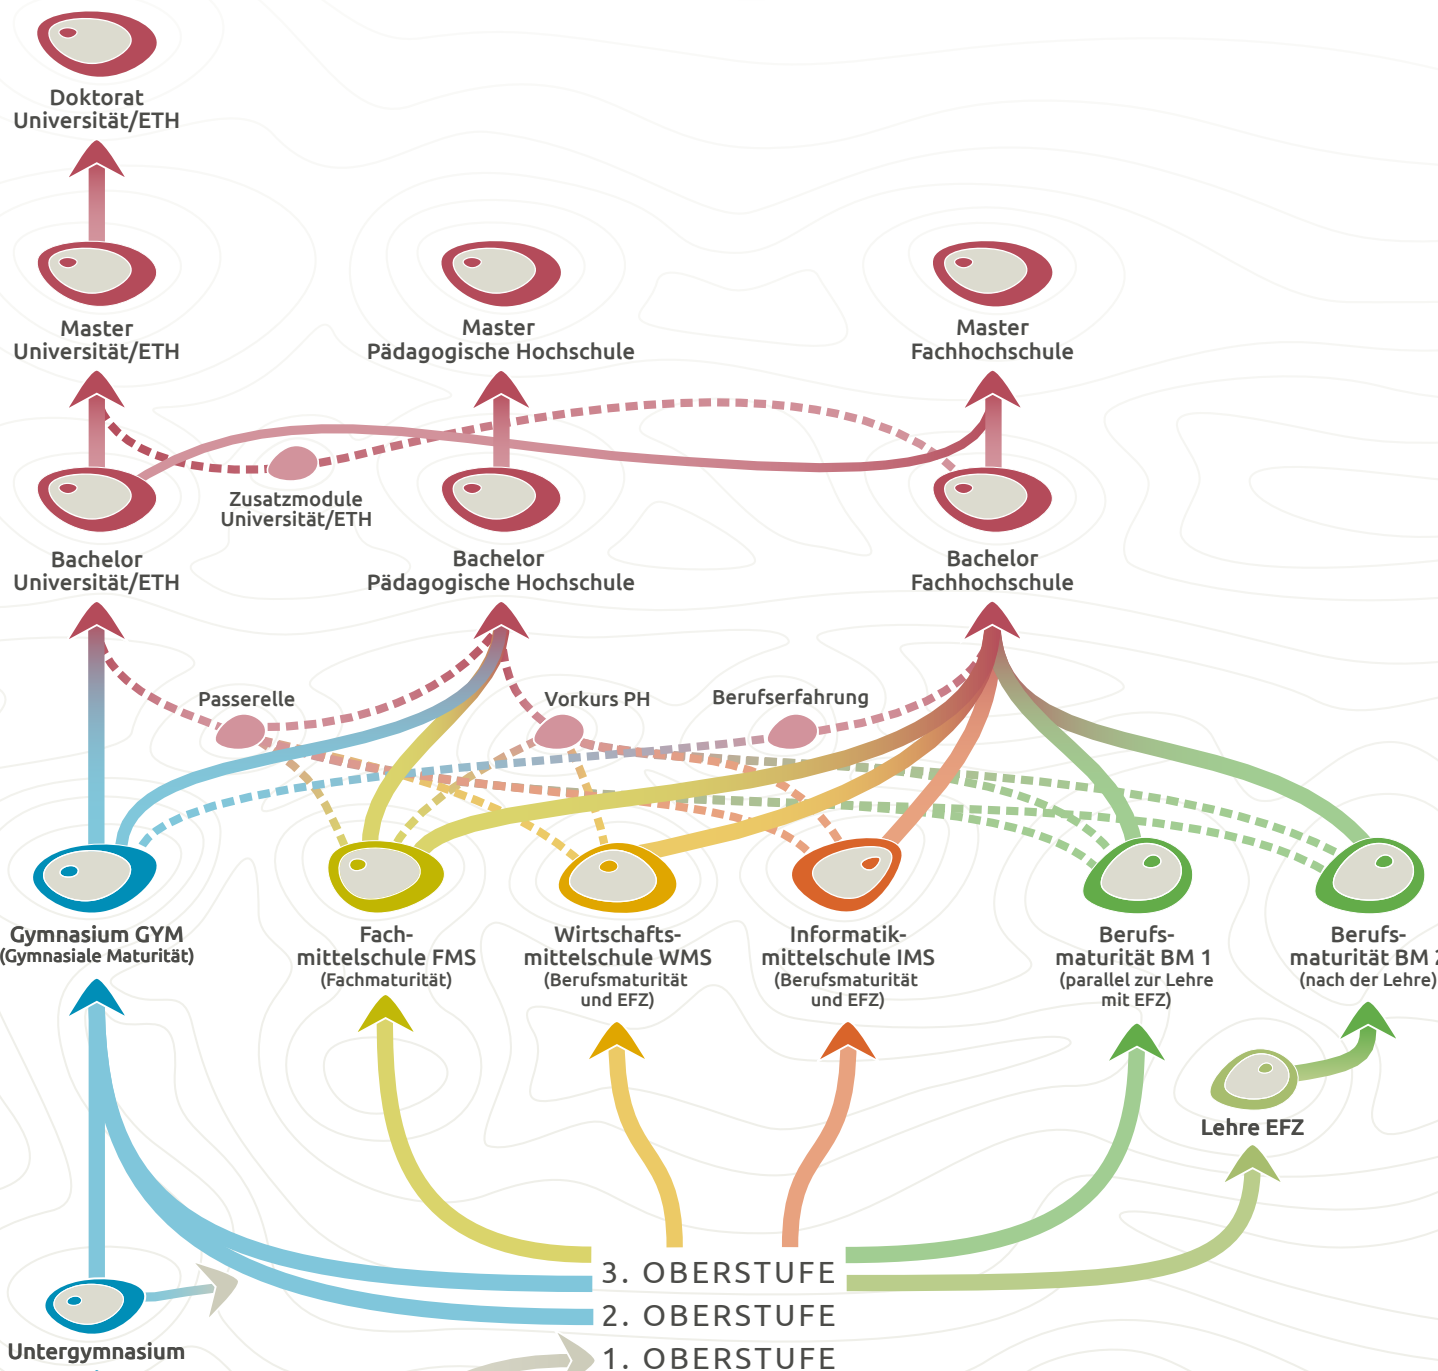 Doktorat
Universität/ETH
Master
Universität/ETH
Master
Pädagogische Hochschule
Master
Fachhochschule
Zusatzmodule
Universität/ETH
Bachelor
Universität/ETH
Bachelor
Pädagogische Hochschule
Bachelor
Fachhochschule
Passerelle
Vorkurs PH
Berufserfahrung
Gymnasium GYM
(Gymnasiale Maturität)
Fach-
mittelschule FMS
(Fachmaturität)
Wirtschafts-
mittelschule WMS
(Berufsmaturität
und EFZ)
Informatik-
mittelschule IMS
(Berufsmaturität
und EFZ)
Berufs-
maturität BM 1
(parallel zur Lehre
mit EFZ)
Berufs-
maturität BM 2
(nach der Lehre)
Lehre EFZ
3. OBERSTUFE
2. OBERSTUFE
1. OBERSTUFE
Untergymnasium